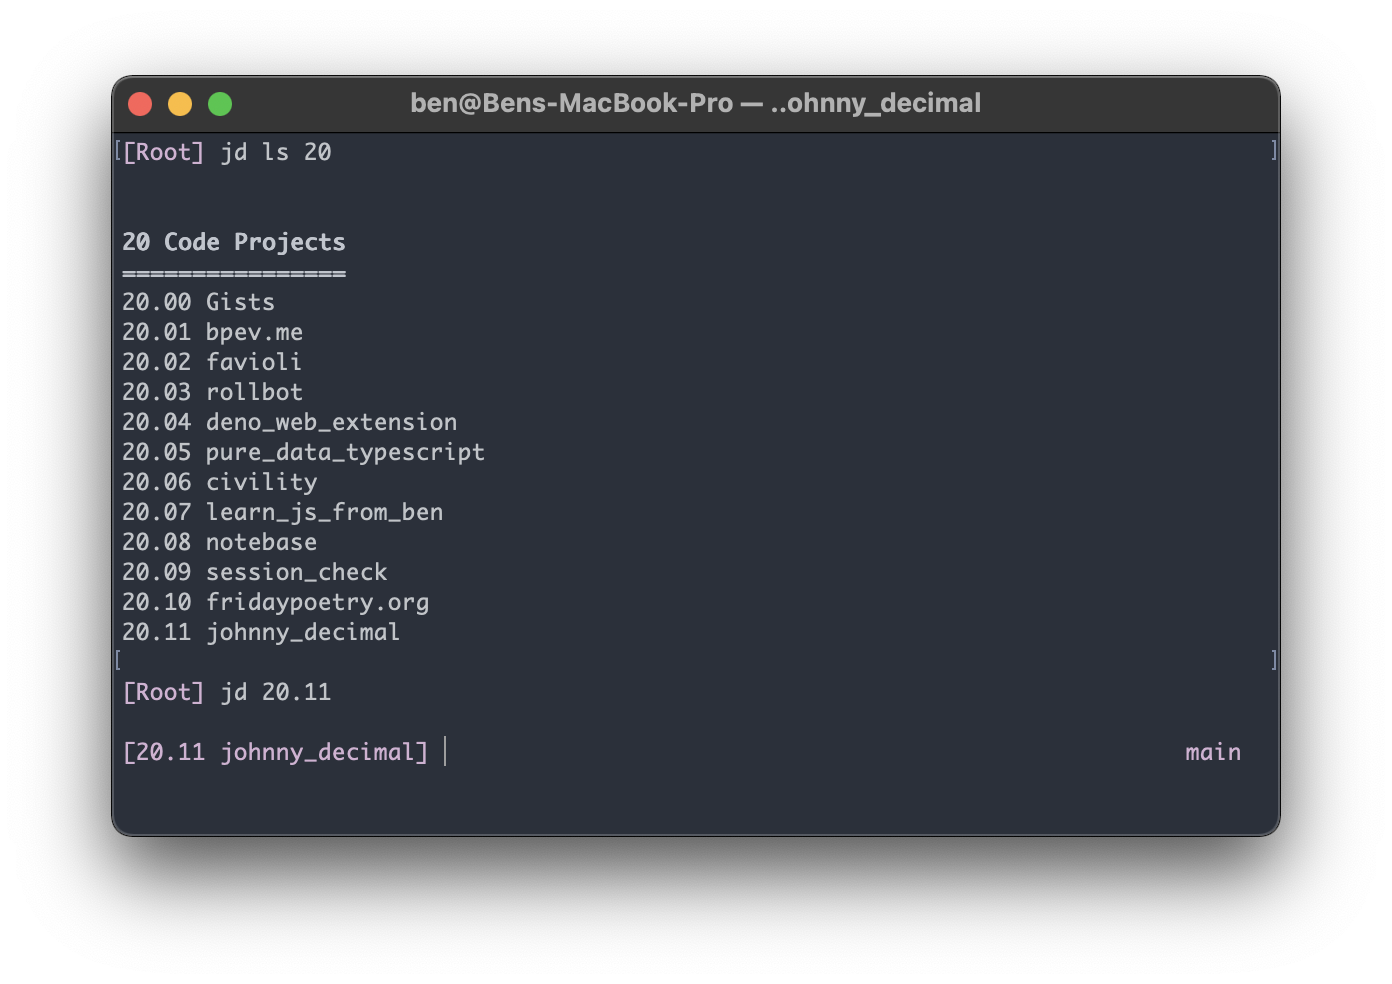 ben@Bens-MacBook-Pro — ..ohnny_decimal
[Root] jd ls 20
20 Code Projects
================
20.00 Gists
20.01 bpev.me
20.02 favioli
20.03 rollbot
20.04 deno_web_extension
20.05 pure_data_typescript
20.06 civility
20.07 learn_js_from_ben
20.08 notebase
20.09 session_check
20.10 fridaypoetry.org
20.11 johnny_decimal
[Root] jd 20.11
[20.11 johnny_decimal] main